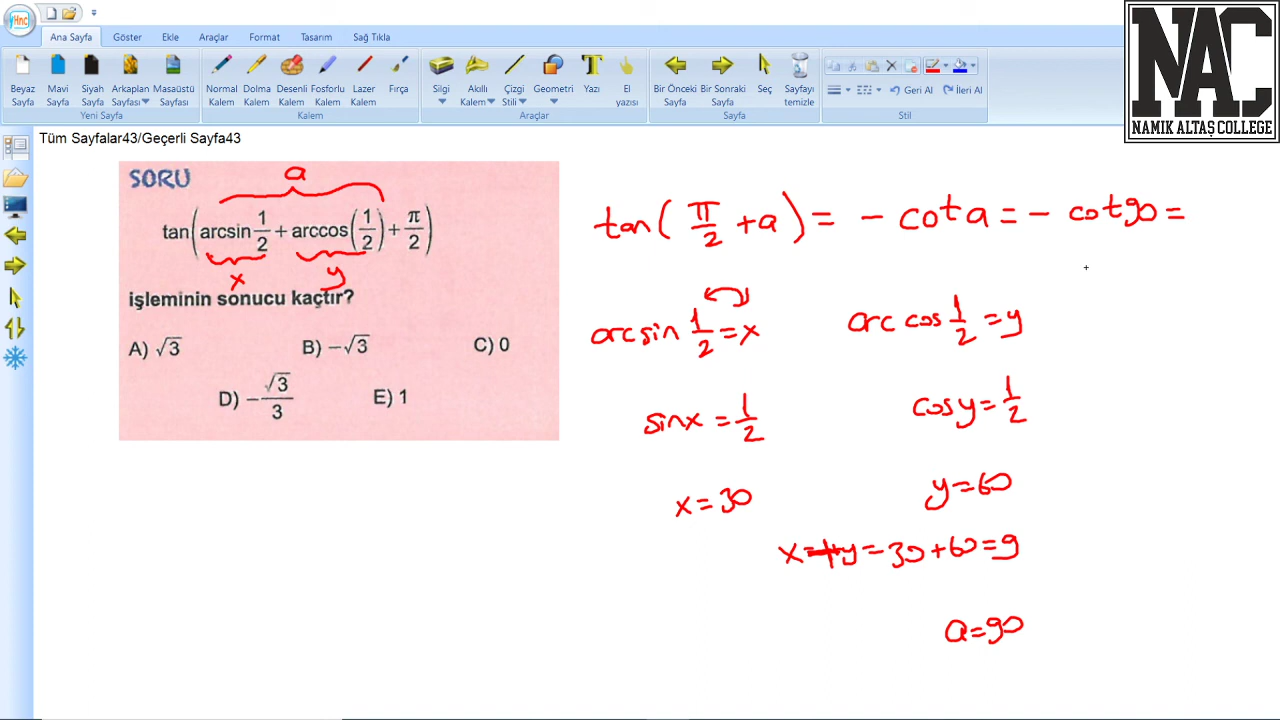 Ana Sayfa Göster Ekle Araçlar Format Tasarım Sağ Tıkla
Beyaz Sayfa Mavi Sayfa Siyah Sayfa Arkaplan Sayfası Masaüstü Sayfası Normal Kalem Dolma Kalem Desenli Kalem Fosforlu Kalem Lazer Kalem Fırça Silgi Akıllı Kalem Çizgi Stili Geometri Yazı El yazısı Bir Önceki Sayfa Bir Sonraki Sayfa Seç Sayfayı temizle Geri Al İleri Al
Yeni Sayfa Kalem Araçlar Sayfa Stil
NAC
NAMIK ALTAŞ COLLEGE
Tüm Sayfalar43/Geçerli Sayfa43
SORU
a
tan(arcsin 1/2 + arccos(1/2) + π/2)
x y
işleminin sonucu kaçtır?
A) √3 B) −√3 C) 0
D) −√3/3 E) 1
tan(π/2 + a) = − cot a = − cot90 =
arcsin 1/2 = x arc cos 1/2 = y
sinx = 1/2 cosy = 1/2
x = 30 y = 60
x + y = 30 + 60 = 9
a = 90